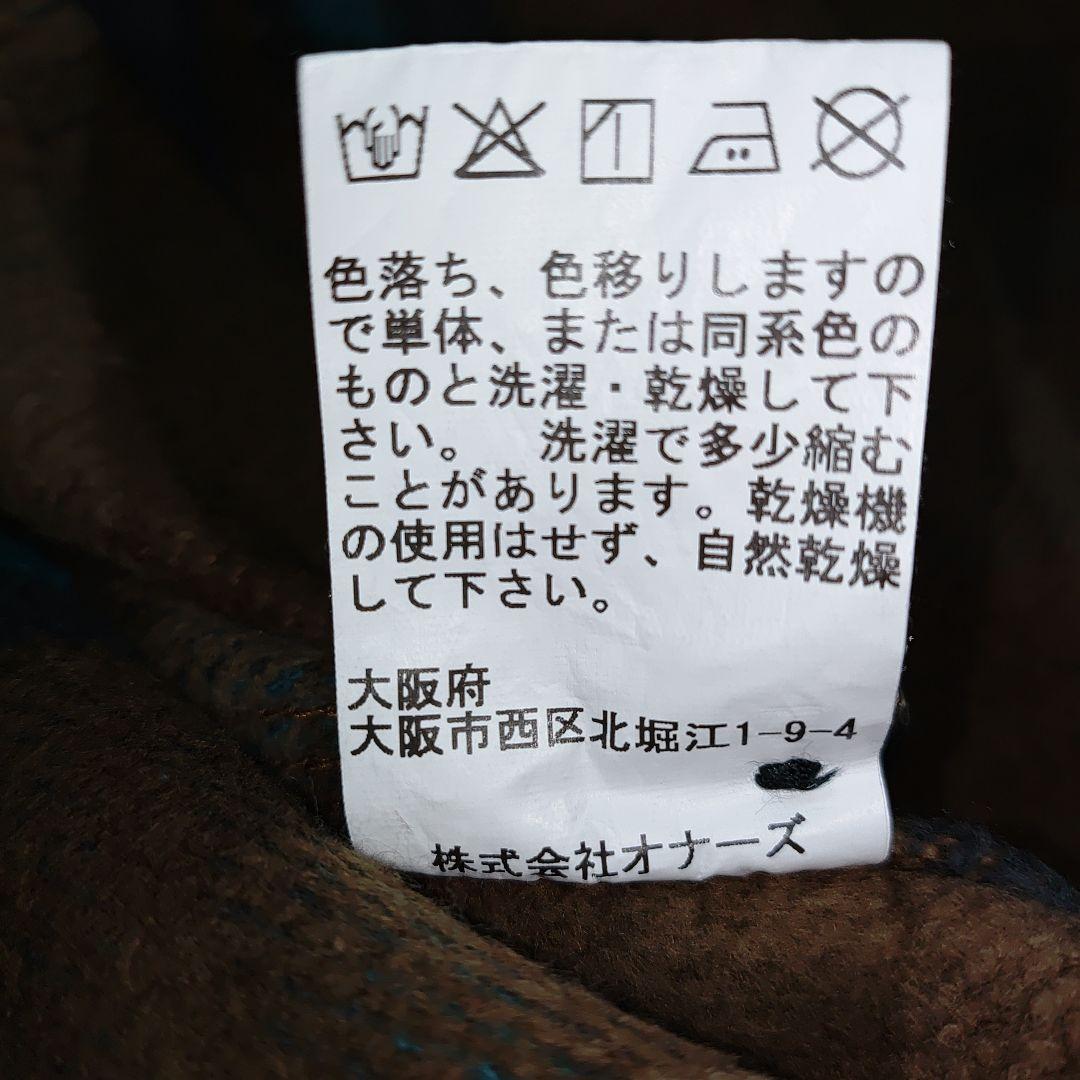 色落ち、色移りしますの
で単体、または同系色の
ものと洗濯・乾燥して下
さい。　洗濯で多少縮む
ことがあります。乾燥機
の使用はせず、自然乾燥
して下さい。
大阪府
大阪市西区北堀江1-9-4
株式会社オナーズ